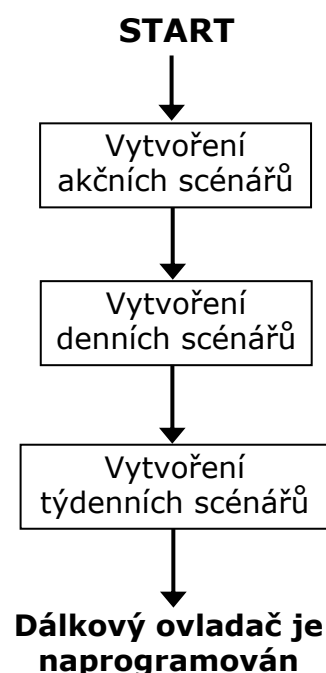 START
Vytvoření
akčních scénářů
Vytvoření
denních scénářů
Vytvoření
týdenních scénářů
Dálkový ovladač je
naprogramován